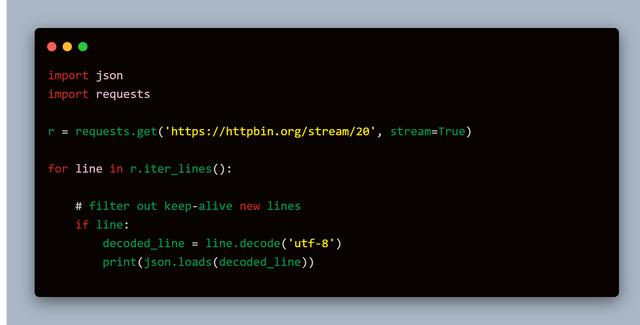 import json
import requests

r = requests.get('https://httpbin.org/stream/20', stream=True)

for line in r.iter_lines():

    # filter out keep-alive new lines
    if line:
        decoded_line = line.decode('utf-8')
        print(json.loads(decoded_line))